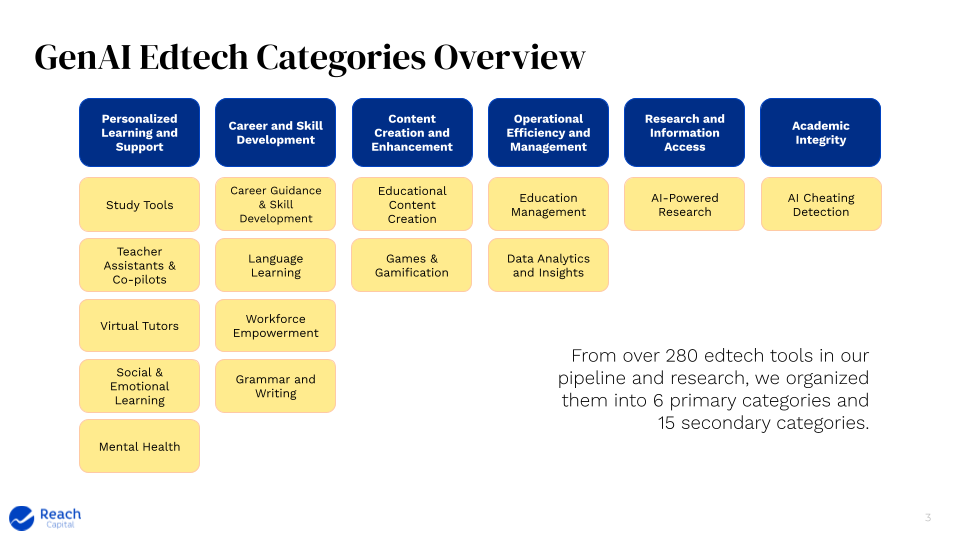 GenAI Edtech Categories Overview
Personalized
Learning and
Support
Career and Skill
Development
Content
Creation and
Enhancement
Operational
Efficiency and
Management
Research and
Information
Access
Academic
Integrity
Study Tools
Career Guidance
& Skill
Development
Educational
Content
Creation
Education
Management
AI-Powered
Research
AI Cheating
Detection
Teacher
Assistants &
Co-pilots
Language
Learning
Games &
Gamification
Data Analytics
and Insights
Virtual Tutors
Workforce
Empowerment
Social &
Emotional
Learning
Grammar and
Writing
Mental Health
From over 280 edtech tools in our
pipeline and research, we organized
them into 6 primary categories and
15 secondary categories.
Reach
Capital
3